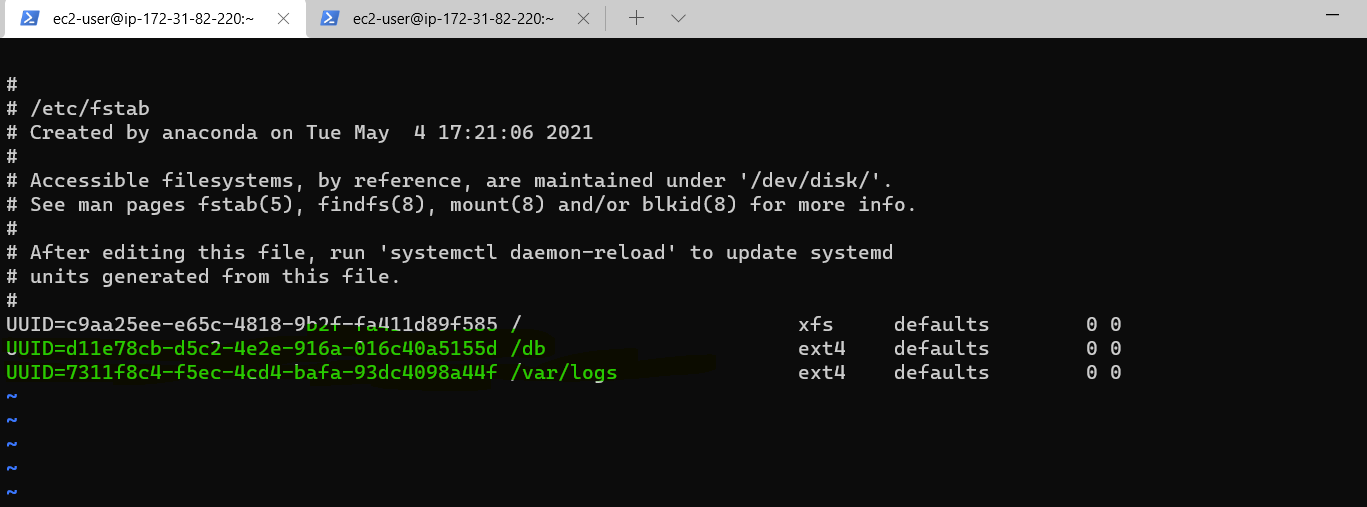 ec2-user@ip-172-31-82-220:~ ec2-user@ip-172-31-82-220:~
#
# /etc/fstab
# Created by anaconda on Tue May  4 17:21:06 2021
#
# Accessible filesystems, by reference, are maintained under '/dev/disk/'.
# See man pages fstab(5), findfs(8), mount(8) and/or blkid(8) for more info.
#
# After editing this file, run 'systemctl daemon-reload' to update systemd
# units generated from this file.
#
UUID=c9aa25ee-e65c-4818-9b2f-fa411d89f585 /                       xfs     defaults        0 0
UUID=d11e78cb-d5c2-4e2e-916a-016c40a5155d /db                     ext4    defaults        0 0
UUID=7311f8c4-f5ec-4cd4-bafa-93dc4098a44f /var/logs               ext4    defaults        0 0
~
~
~
~
~